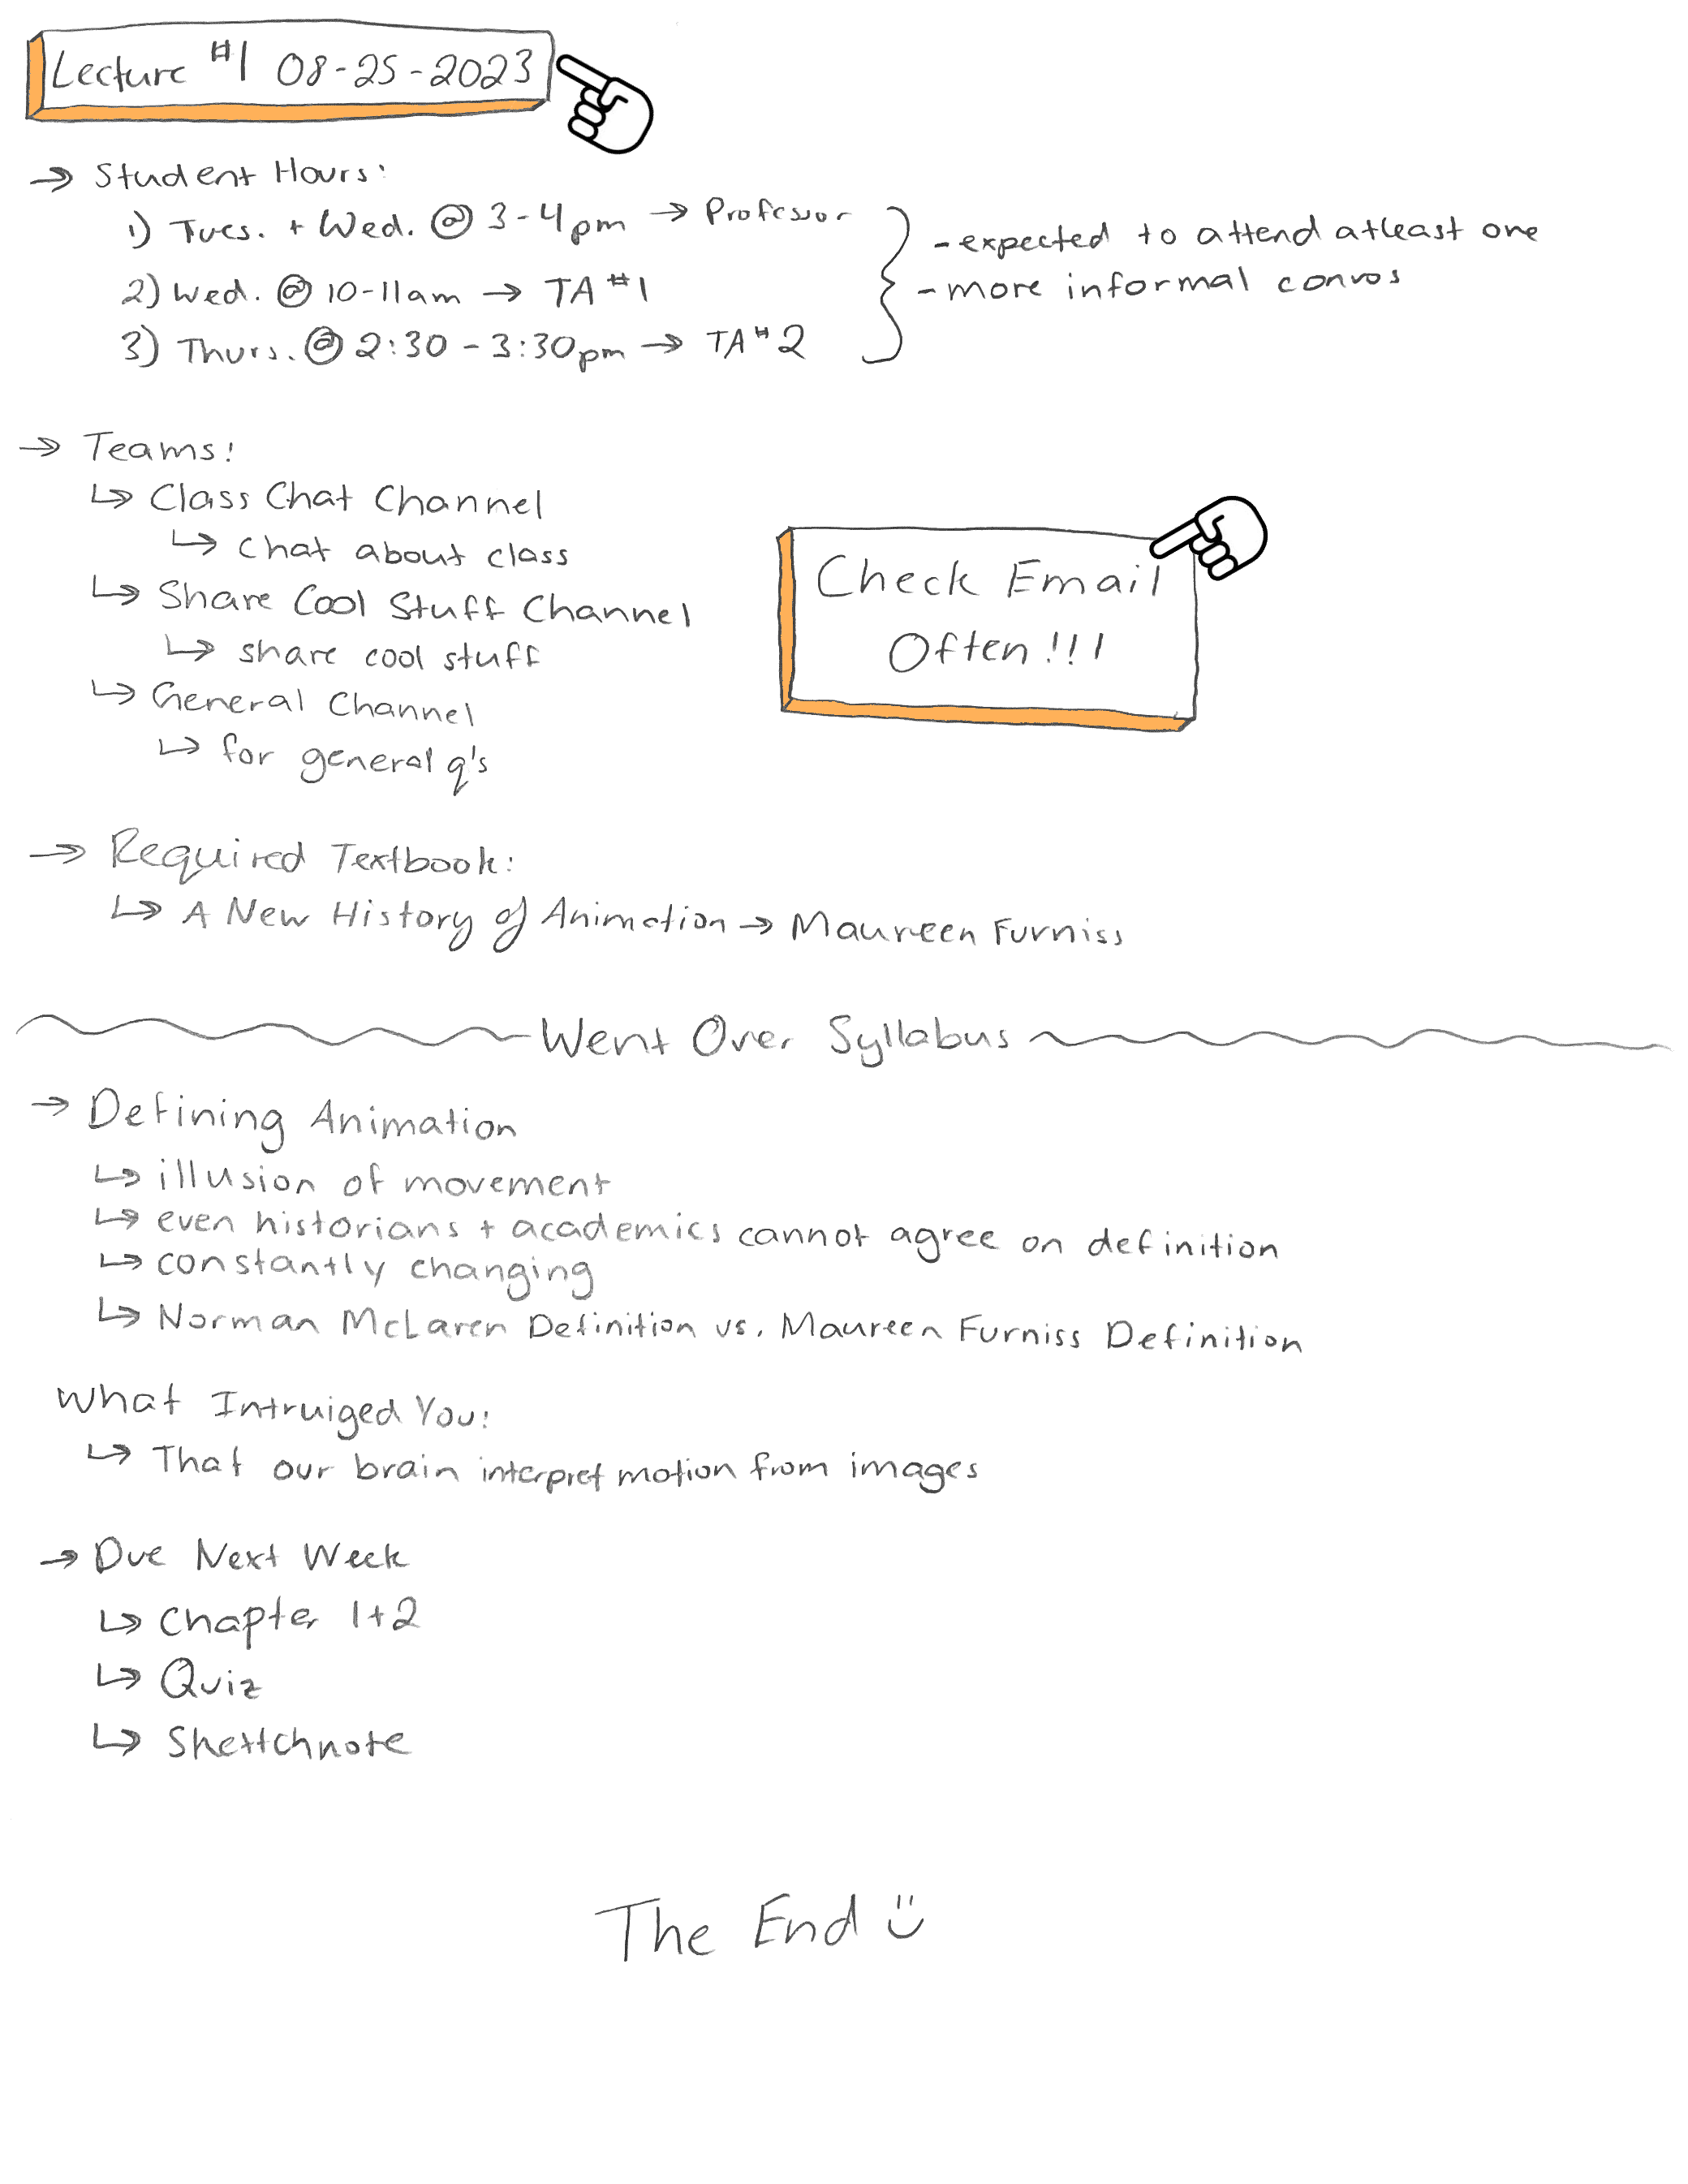 Lecture #1 08-25-2023
→ Student Hours:
1) Tues. + Wed. @ 3-4pm → Professor
2) Wed. @ 10-11am → TA #1
3) Thurs. @ 2:30 - 3:30pm → TA #2
- expected to attend atleast one
- more informal convos
→ Teams:
↳ Class Chat Channel
↳ chat about class
↳ Share Cool Stuff Channel
↳ share cool stuff
↳ General Channel
↳ for general q's
Check Email
Often!!!
→ Required Textbook:
↳ A New History of Animation → Maureen Furniss
Went Over Syllabus
→ Defining Animation
↳ illusion of movement
↳ even historians + academics cannot agree on definition
↳ constantly changing
↳ Norman McLaren Definition vs. Maureen Furniss Definition
What Intruiged You:
↳ That our brain interpret motion from images
→ Due Next Week
↳ Chapter 1+2
↳ Quiz
↳ Skettchnote
The End